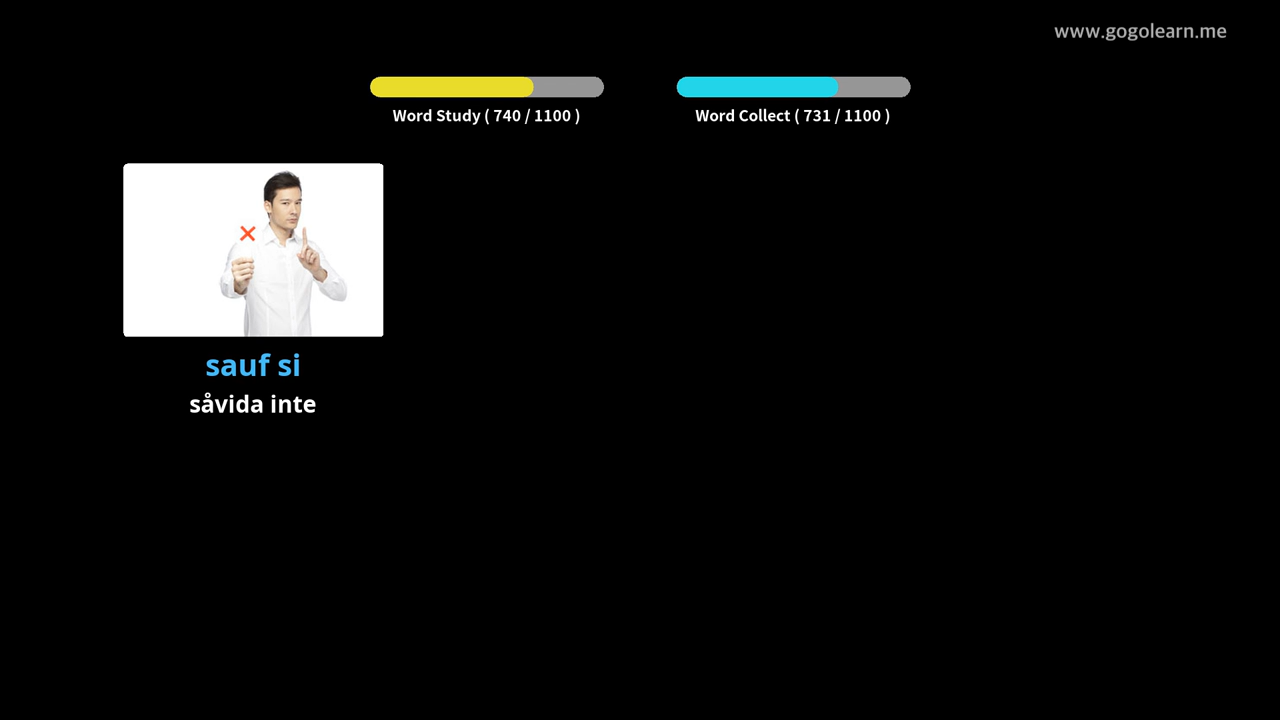 www.gogolearn.me
Word Study ( 740 / 1100 )
Word Collect ( 731 / 1100 )
sauf si
såvida inte